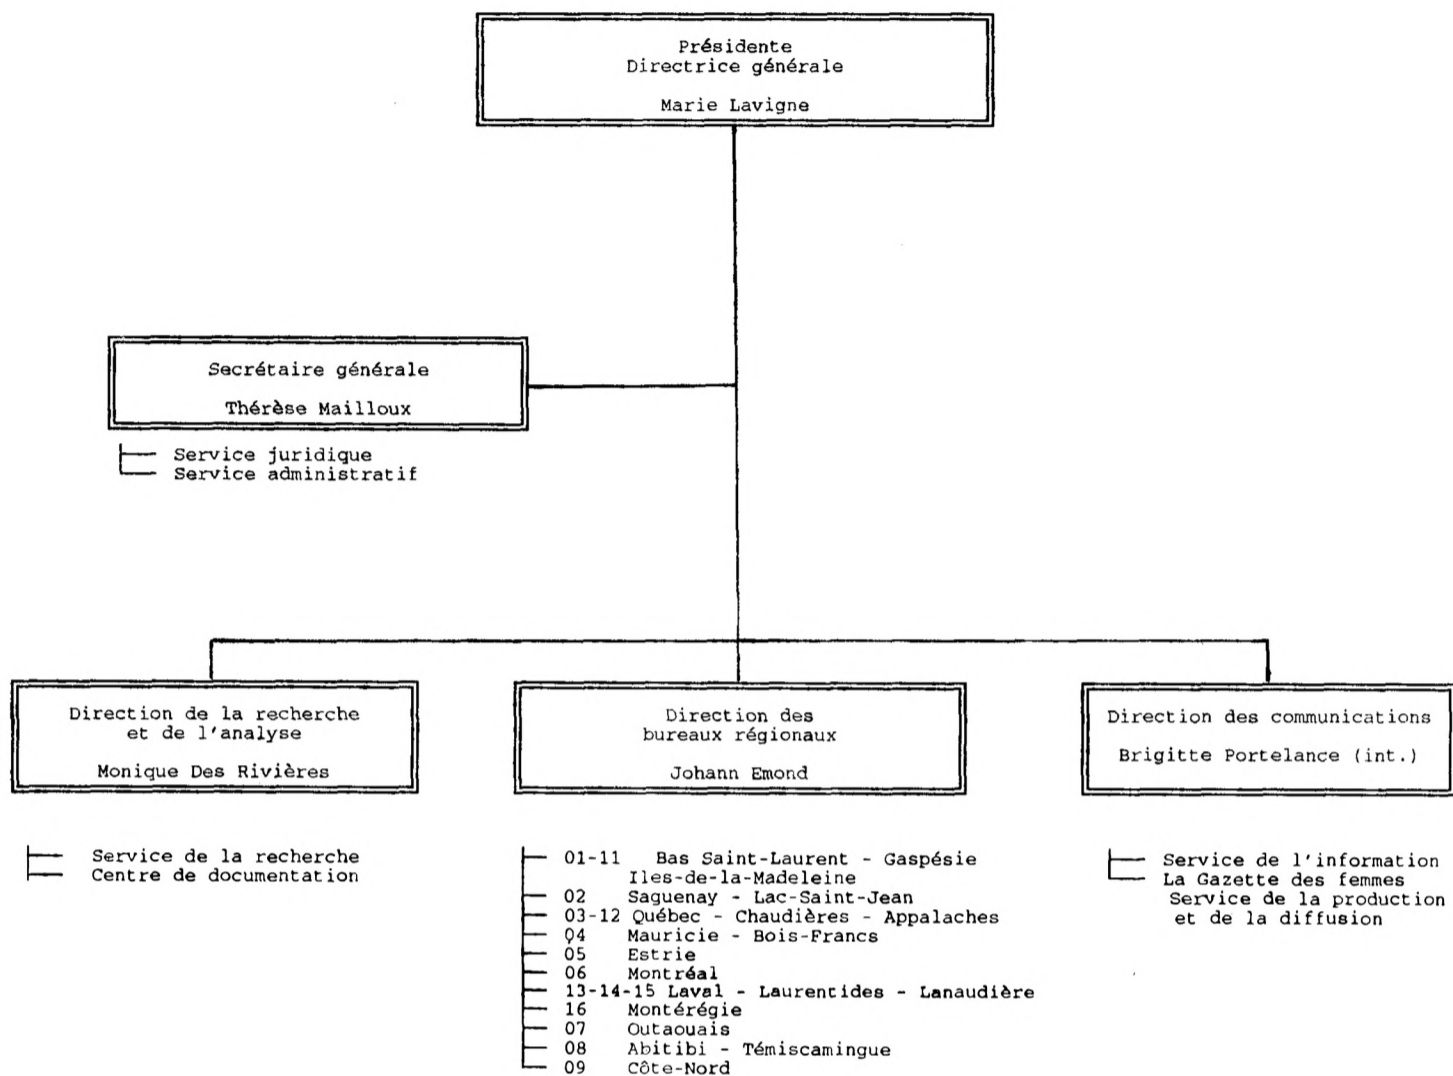 Présidente
Directrice générale
Marie Lavigne
Secrétaire générale
Thérèse Mailloux
Service juridique
Service administratif
Direction de la recherche
et de l'analyse
Monique Des Rivières
Direction des
bureaux régionaux
Johann Emond
Direction des communications
Brigitte Portelance (int.)
Service de la recherche
Centre de documentation
01-11 Bas Saint-Laurent - Gaspésie
Iles-de-la-Madeleine
02 Saguenay - Lac-Saint-Jean
03-12 Québec - Chaudières - Appalaches
04 Mauricie - Bois-Francs
05 Estrie
06 Montréal
13-14-15 Laval - Laurentides - Lanaudière
16 Montérégie
07 Outaouais
08 Abitibi - Témiscamingue
09 Côte-Nord
Service de l'information
La Gazette des femmes
Service de la production
et de la diffusion